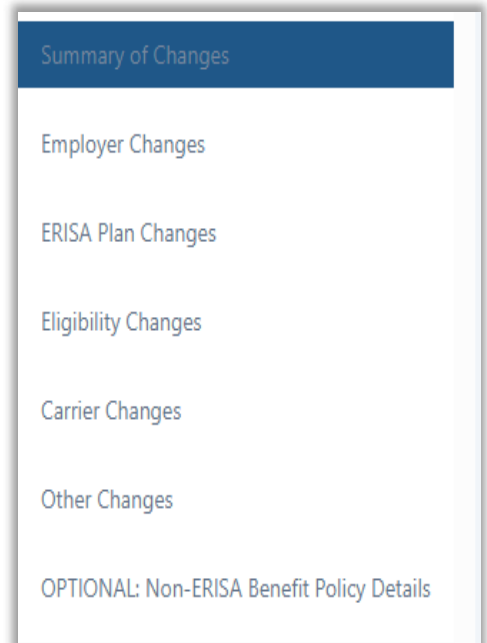 Summary of Changes
Employer Changes
ERISA Plan Changes
Eligibility Changes
Carrier Changes
Other Changes
OPTIONAL: Non-ERISA Benefit Policy Details